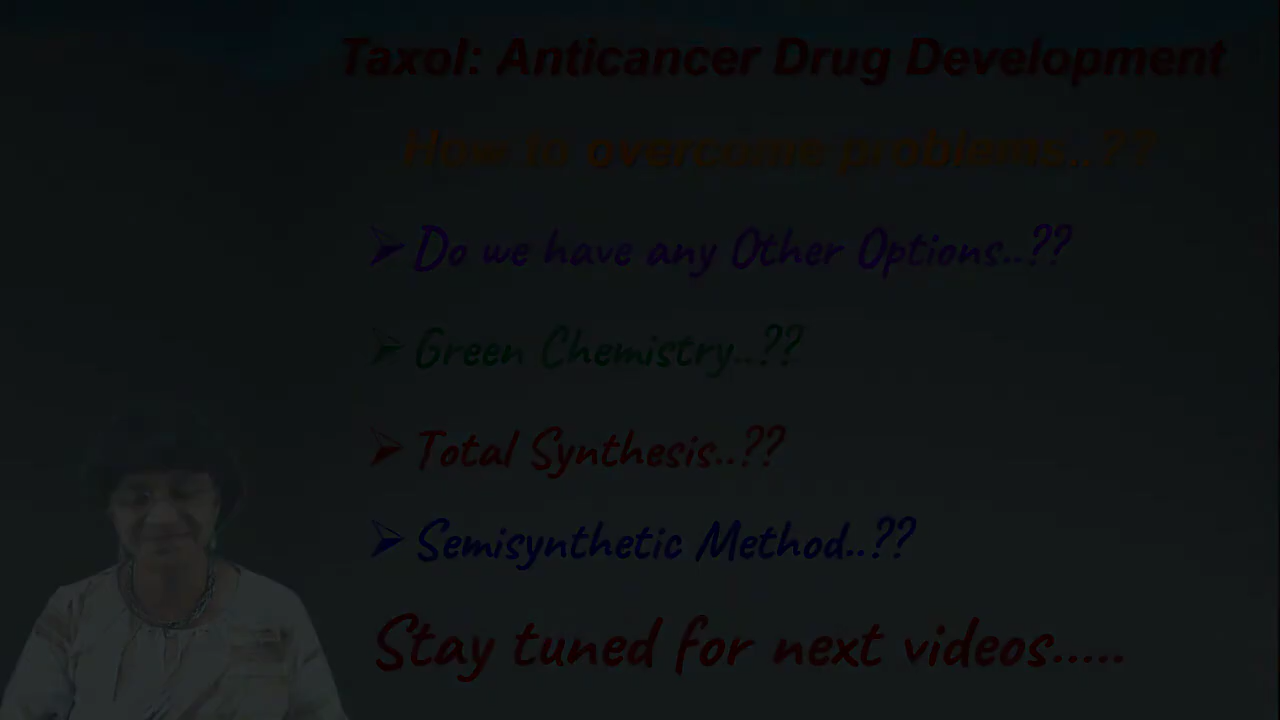 Taxol: Anticancer Drug Development
How to overcome problems..??
➢ Do we have any Other Options..??
➢ Green Chemistry..??
➢ Total Synthesis..??
➢ Semisynthetic Method..??
Stay tuned for next videos.....